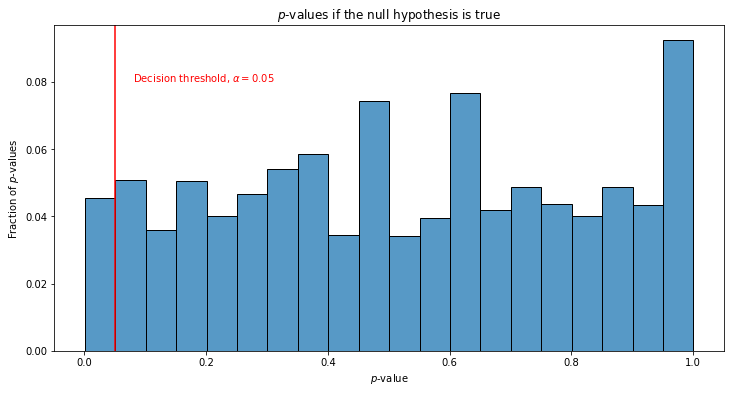 p-values if the null hypothesis is true
Decision threshold, α = 0.05
Fraction of p-values
0.08
0.06
0.04
0.02
0.00
0.0 0.2 0.4 0.6 0.8 1.0
p-value